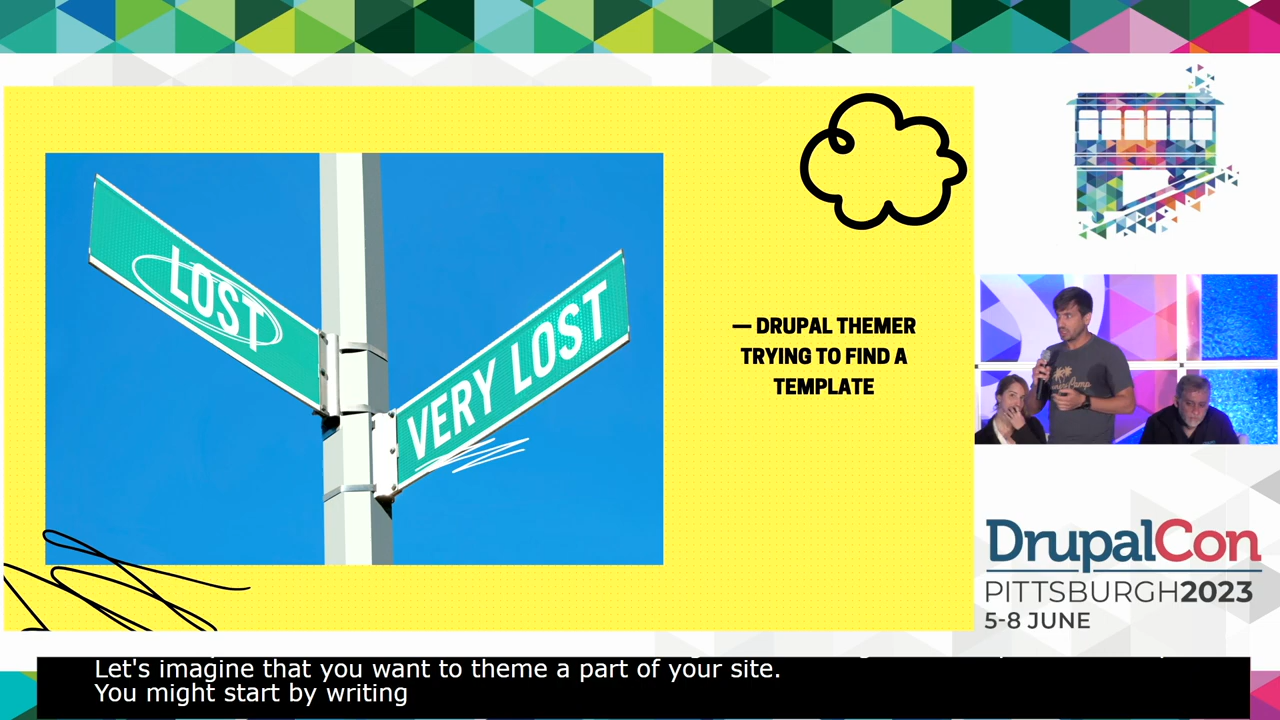 LOST
VERY LOST
— DRUPAL THEMER
TRYING TO FIND A
TEMPLATE
DrupalCon
PITTSBURGH2023
5-8 JUNE
Let's imagine that you want to theme a part of your site.
You might start by writing